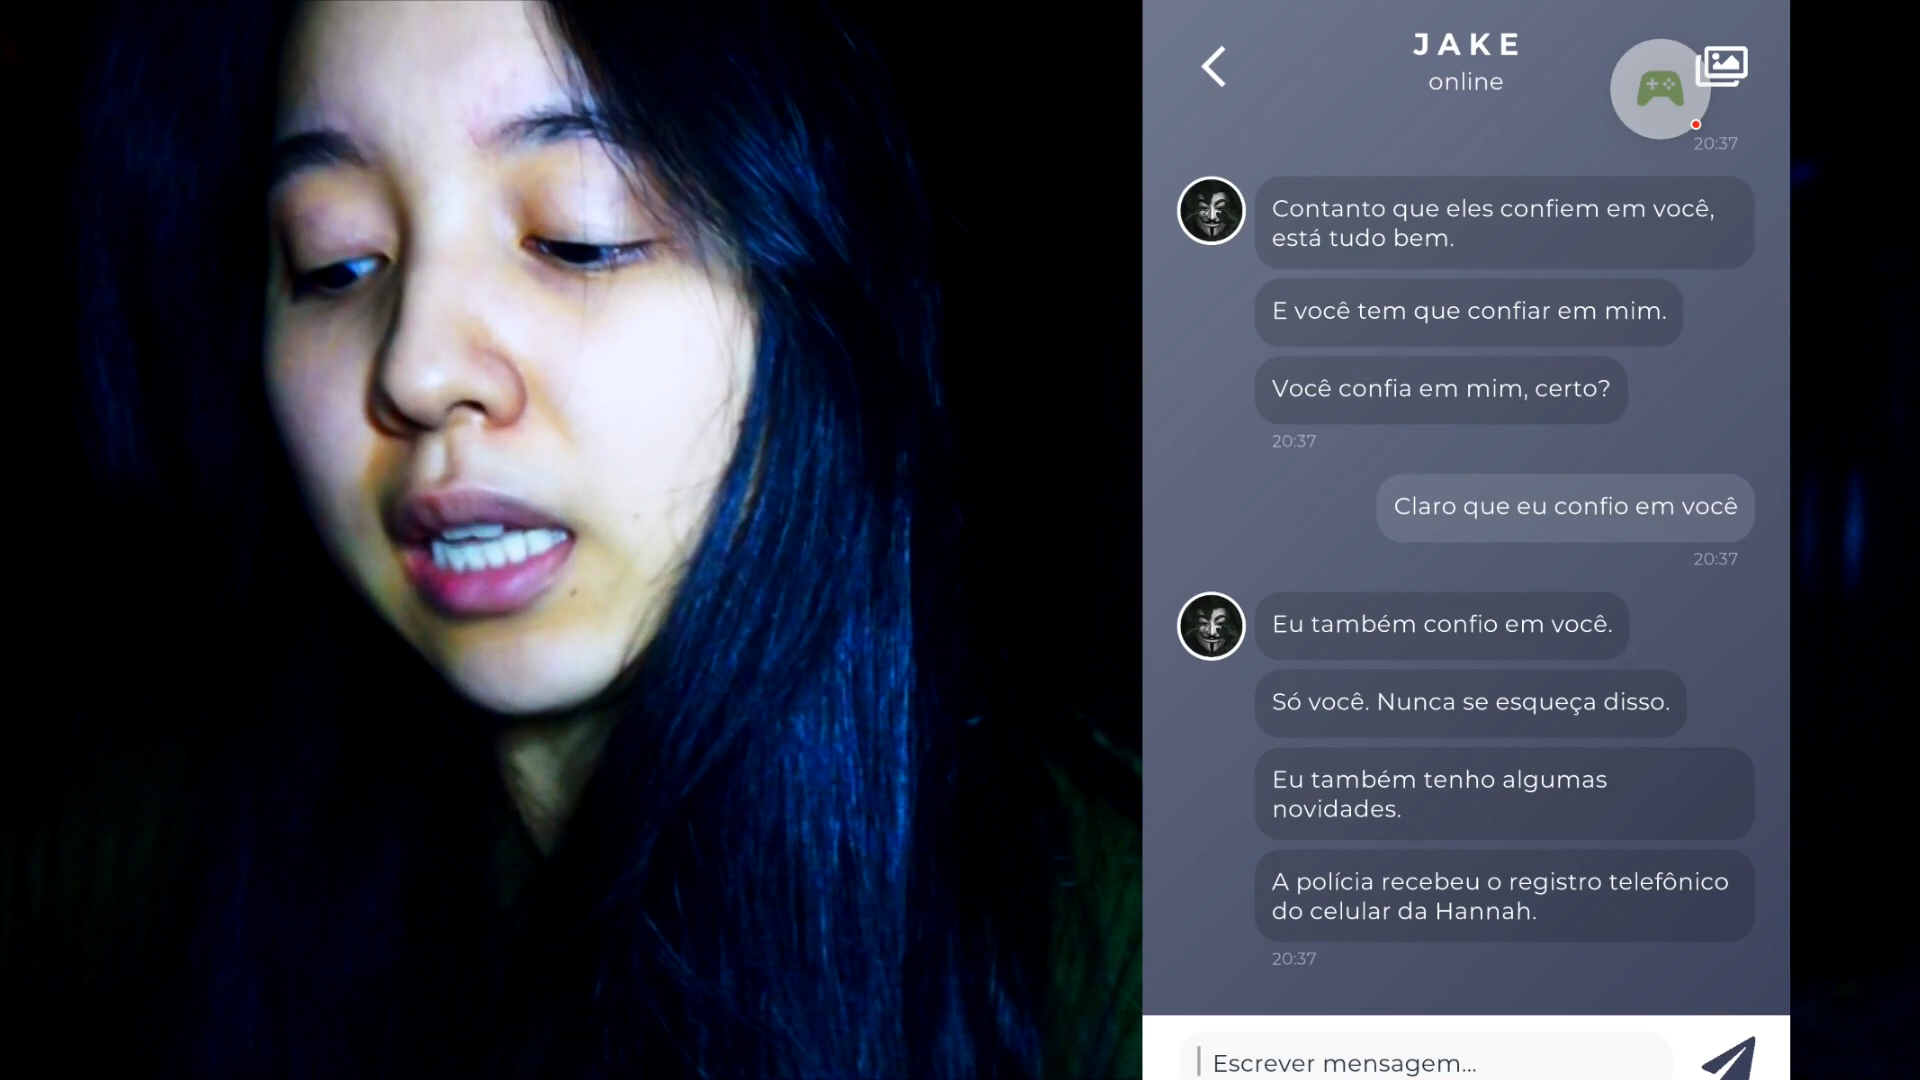 JAKE
online
20:37
Contanto que eles confiem em você,
está tudo bem.
E você tem que confiar em mim.
Você confia em mim, certo?
20:37
Claro que eu confio em você
20:37
Eu também confio em você.
Só você. Nunca se esqueça disso.
Eu também tenho algumas
novidades.
A polícia recebeu o registro telefônico
do celular da Hannah.
20:37
Escrever mensagem...